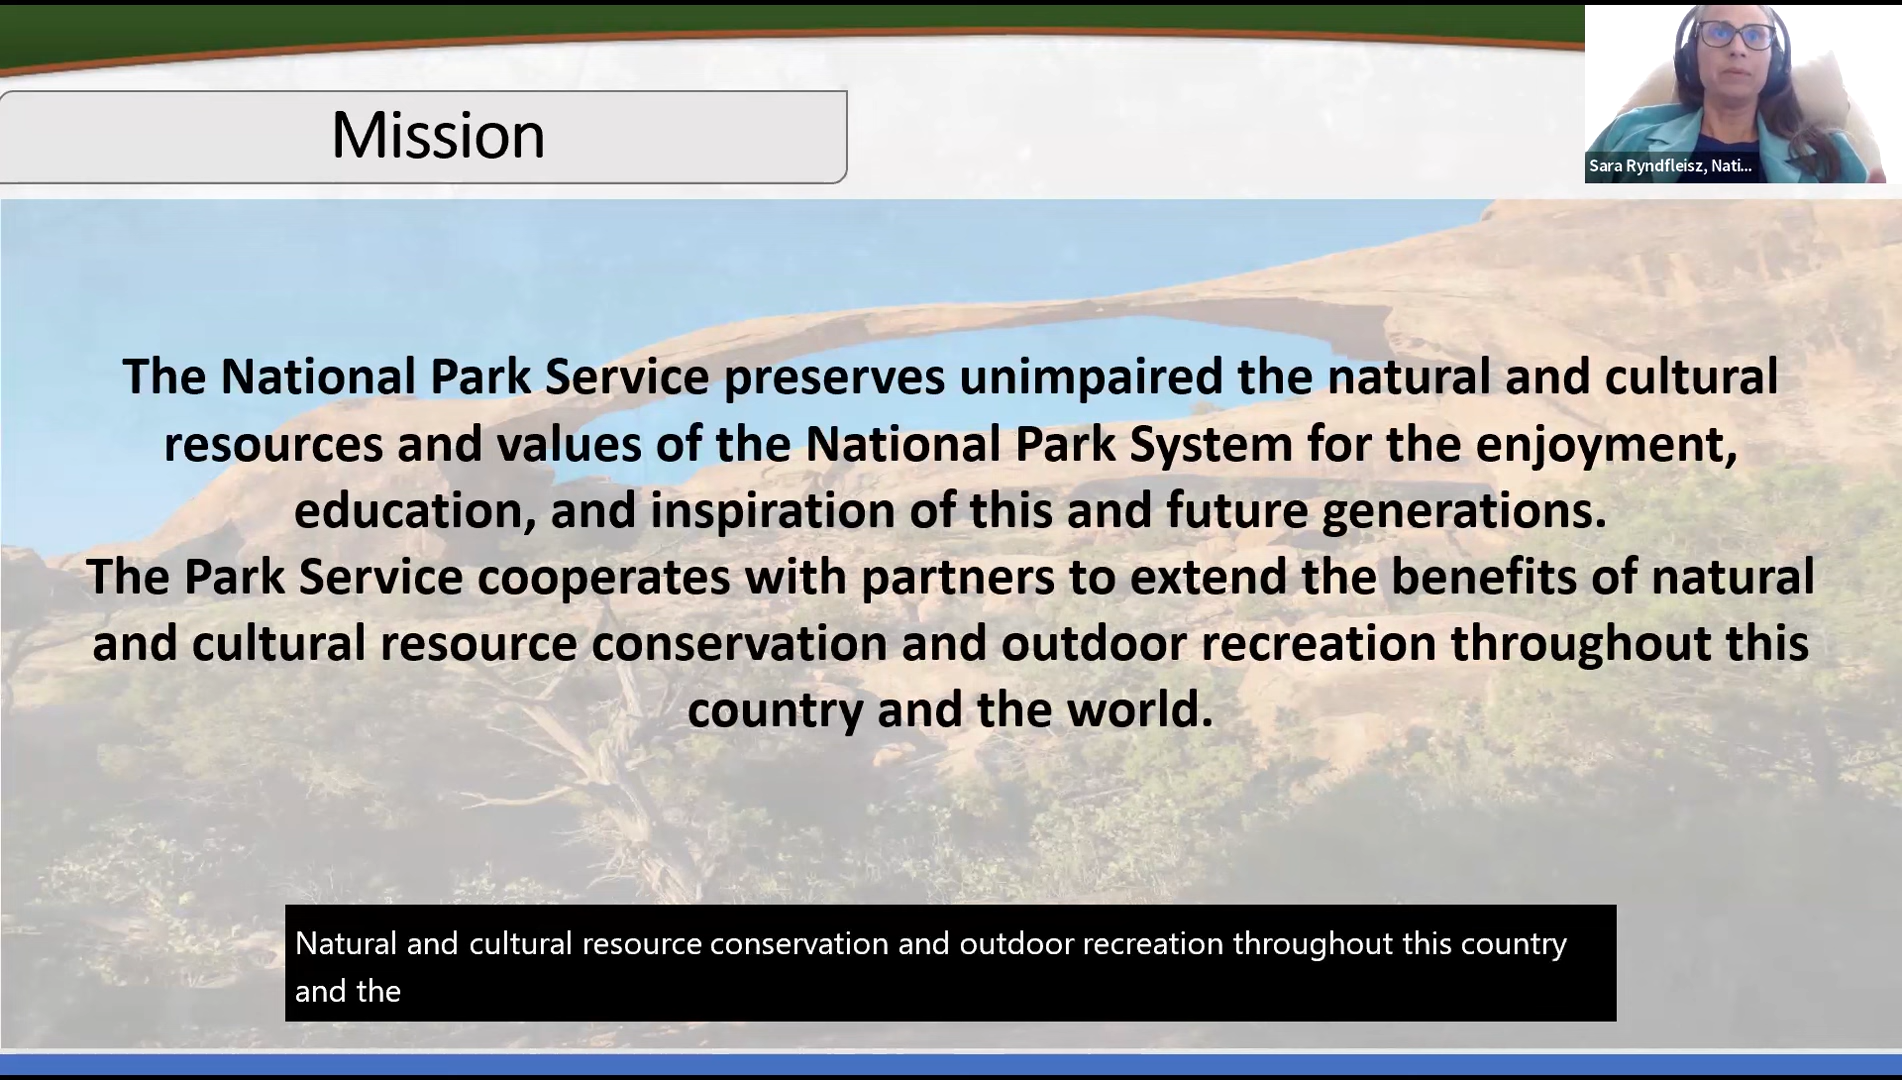 Mission
Sara Ryndfleisz, Nati...
The National Park Service preserves unimpaired the natural and cultural
resources and values of the National Park System for the enjoyment,
education, and inspiration of this and future generations.
The Park Service cooperates with partners to extend the benefits of natural
and cultural resource conservation and outdoor recreation throughout this
country and the world.
Natural and cultural resource conservation and outdoor recreation throughout this country
and the